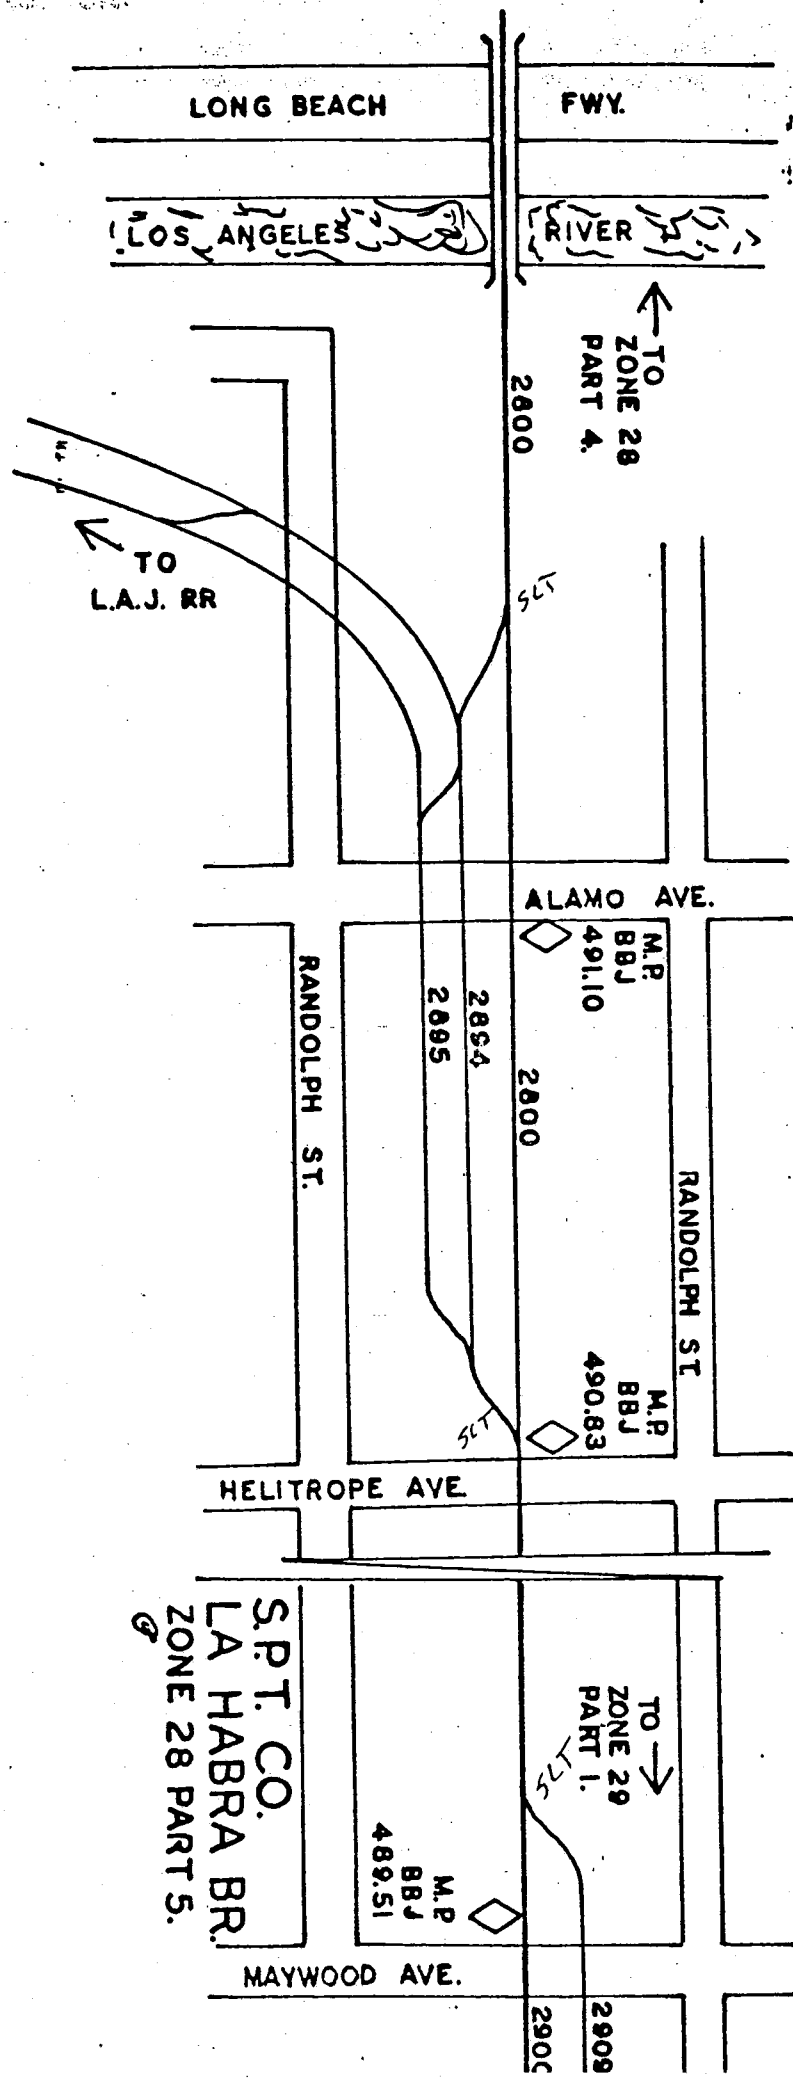 LONG BEACH FWY.
LOS ANGELES RIVER
TO
ZONE 28
PART 4.
2800
SLT
TO
L.A.J. RR
ALAMO AVE.
M.P.
BBJ
491.10
RANDOLPH ST.
2895
2894
2800
RANDOLPH ST
M.P.
BBJ
490.83
SLT
HELITROPE AVE.
S.P.T. CO.
LA HABRA BR.
ZONE 28 PART 5.
TO
ZONE 29
PART 1.
SLT
M.P.
BBJ
489.51
MAYWOOD AVE.
2900
2909